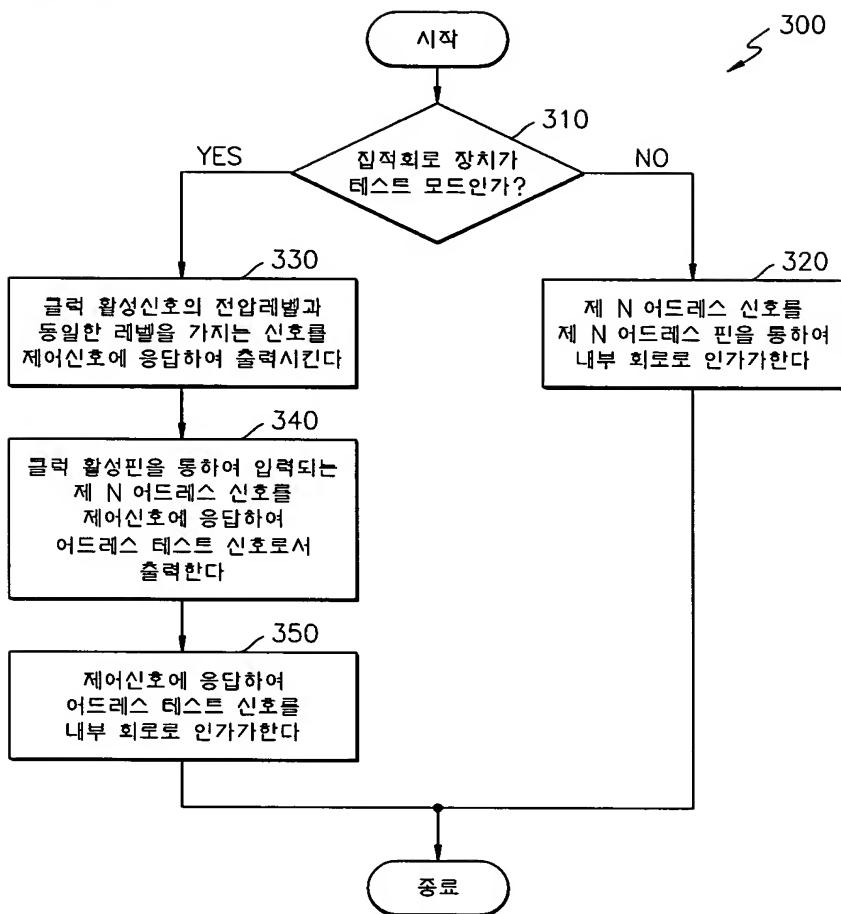 시작
300
310
집적회로 장치가
테스트 모드인가?
YES
NO
330
클럭 활성신호의 전압레벨과
동일한 레벨을 가지는 신호를
제어신호에 응답하여 출력시킨다
320
제 N 어드레스 신호를
제 N 어드레스 핀을 통하여
내부 회로로 인가가한다
340
클럭 활성핀을 통하여 입력되는
제 N 어드레스 신호를
제어신호에 응답하여
어드레스 테스트 신호로서
출력한다
350
제어신호에 응답하여
어드레스 테스트 신호를
내부 회로로 인가가한다
종료